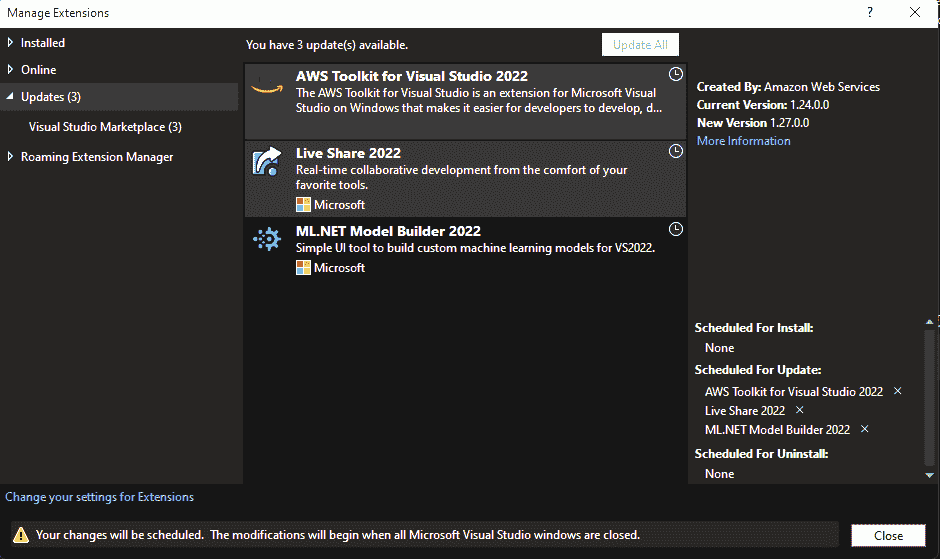 Manage Extensions
?
Installed
Online
Updates (3)
Visual Studio Marketplace (3)
Roaming Extension Manager
You have 3 update(s) available.
Update All
AWS Toolkit for Visual Studio 2022
The AWS Toolkit for Visual Studio is an extension for Microsoft Visual
Studio on Windows that makes it easier for developers to develop, d...
Live Share 2022
Real-time collaborative development from the comfort of your
favorite tools.
Microsoft
ML.NET Model Builder 2022
Simple UI tool to build custom machine learning models for VS2022.
Microsoft
Created By: Amazon Web Services
Current Version: 1.24.0.0
New Version 1.27.0.0
More Information
Scheduled For Install:
None
Scheduled For Update:
AWS Toolkit for Visual Studio 2022
Live Share 2022
ML.NET Model Builder 2022
Scheduled For Uninstall:
None
Change your settings for Extensions
Your changes will be scheduled.  The modifications will begin when all Microsoft Visual Studio windows are closed.
Close